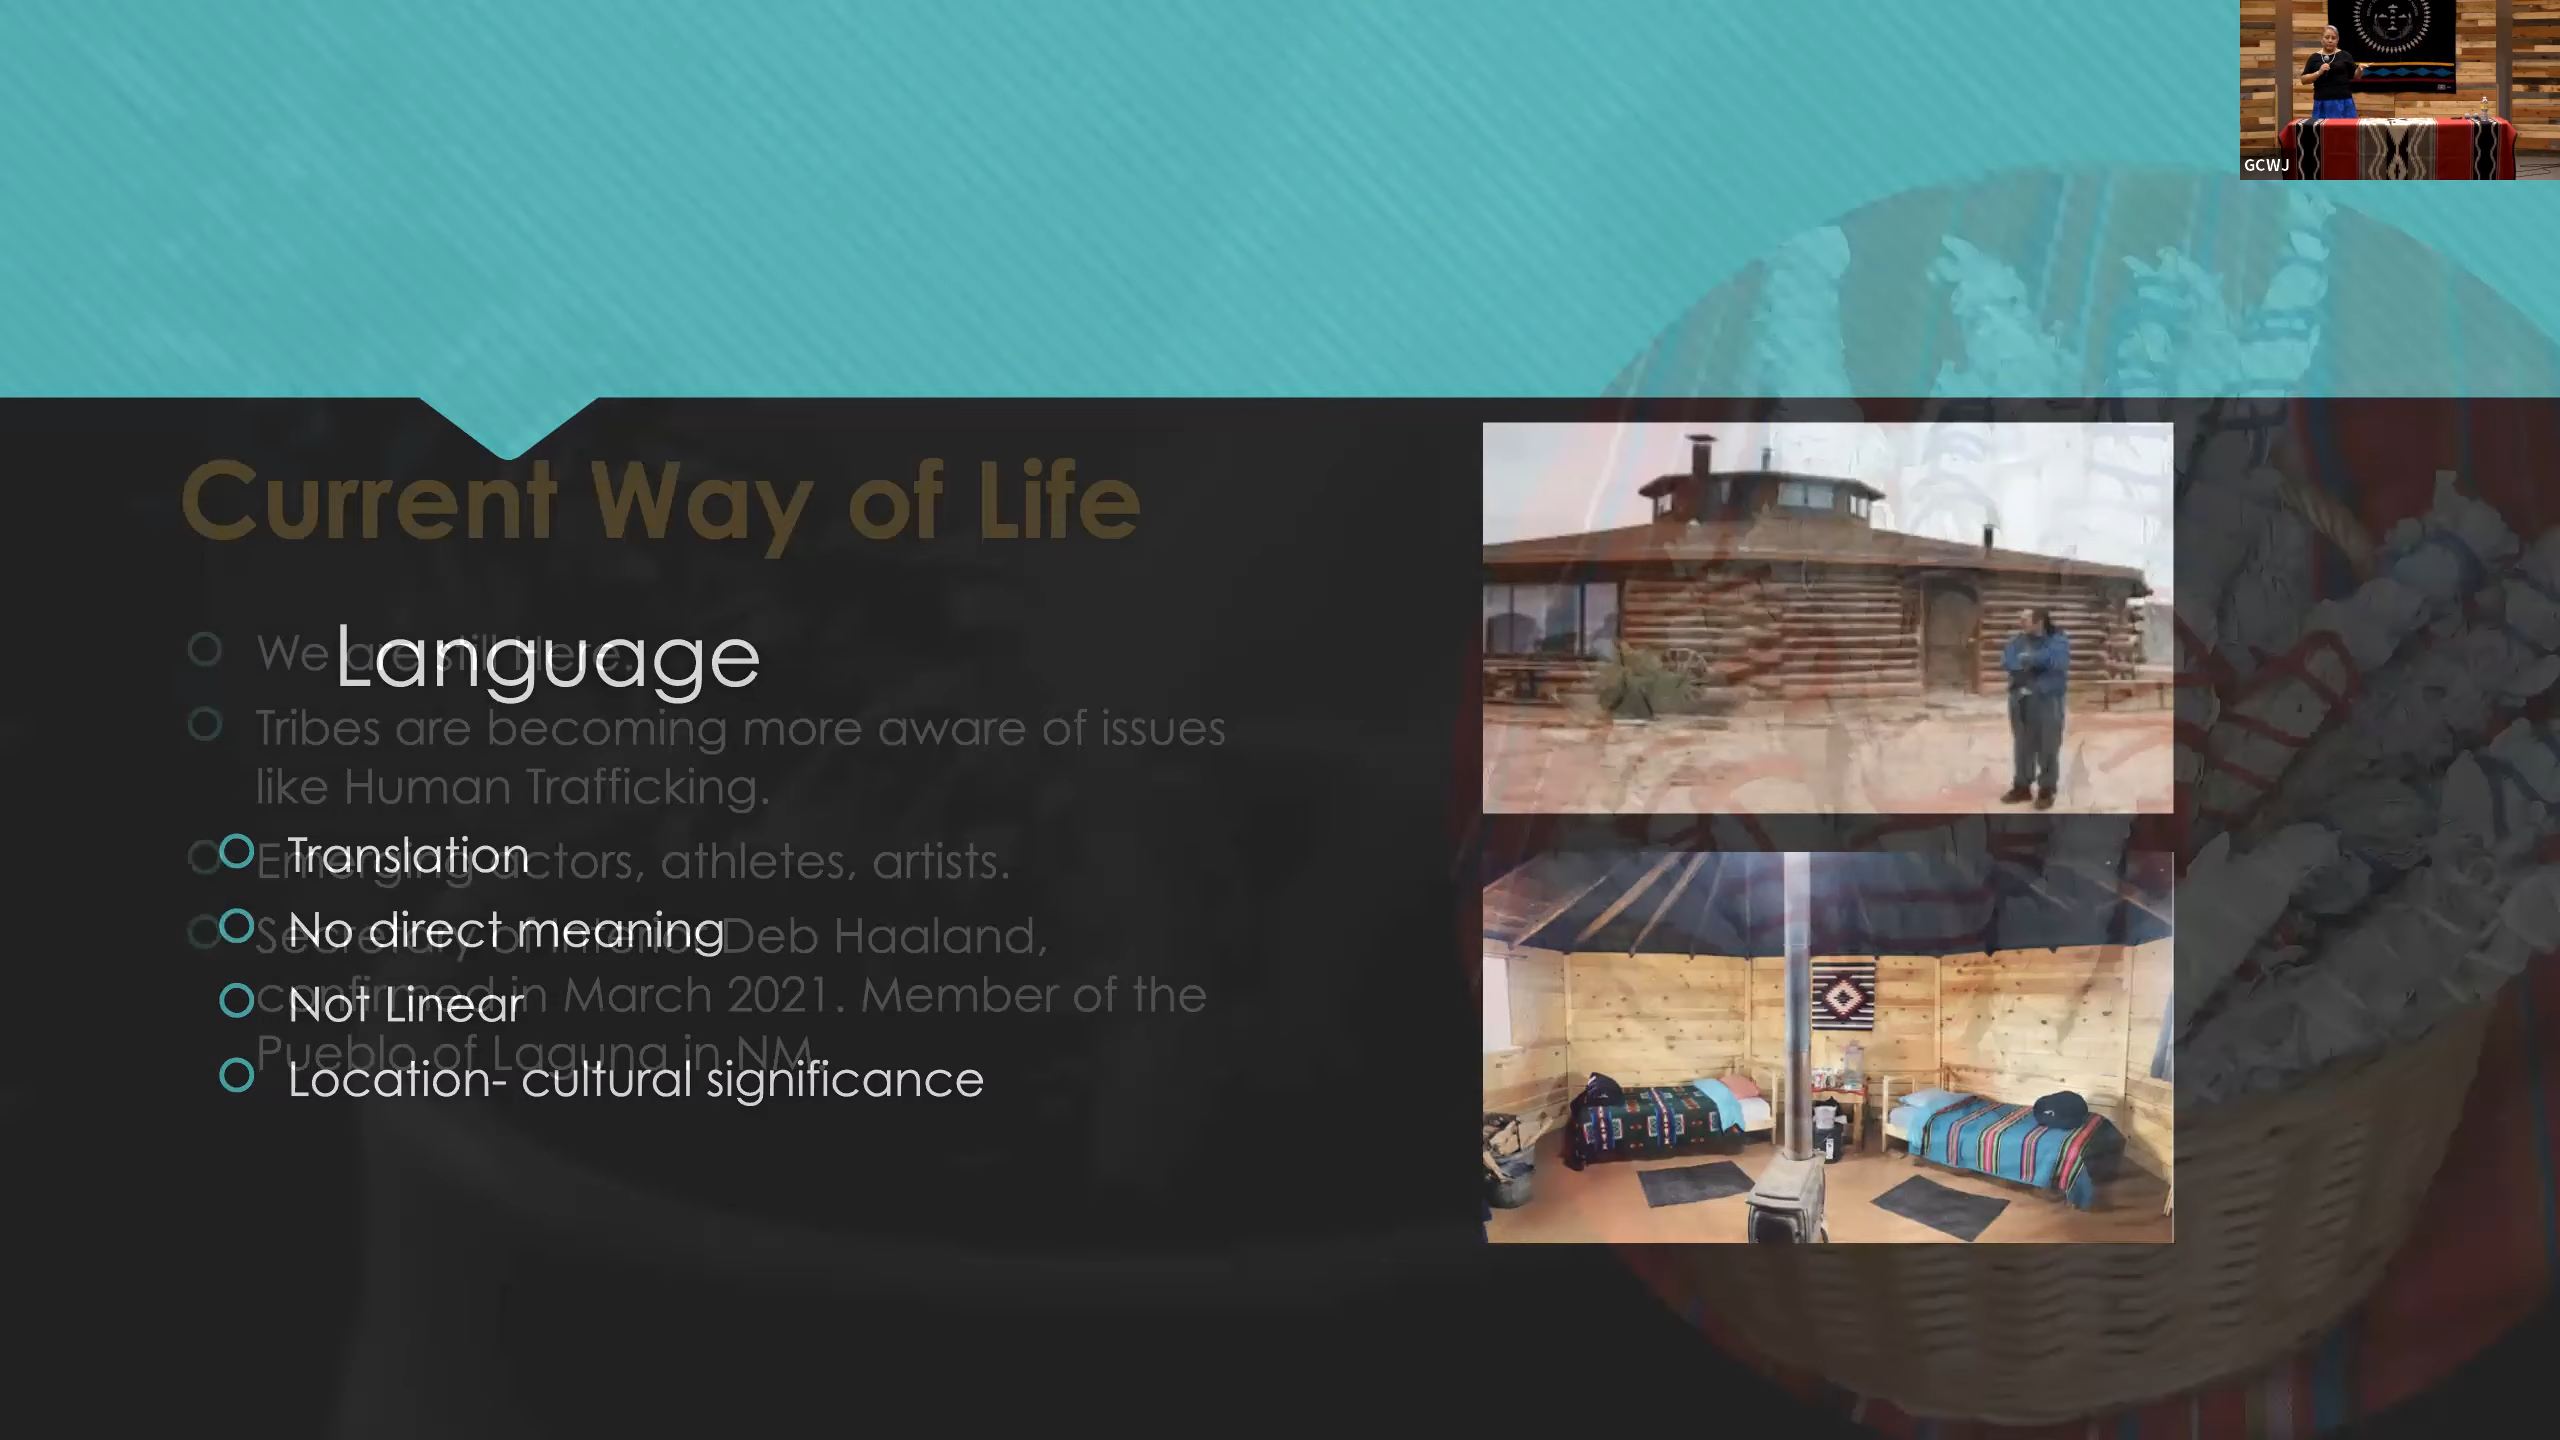 GCWJ
Current Way of Life
We are still Here.
Language
Tribes are becoming more aware of issues
like Human Trafficking.
Translation
Emerging actors, athletes, artists.
No direct meaning
Secretary of Interior Deb Haaland,
confirmed in March 2021. Member of the
Not Linear
Pueblo of Laguna in NM.
Location- cultural significance